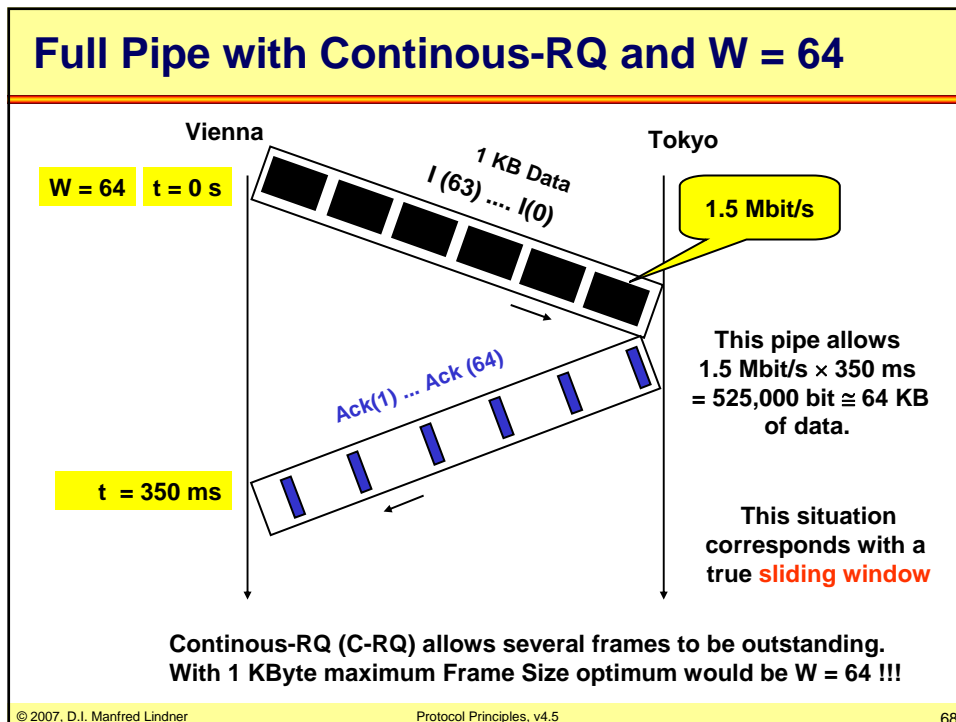 Full Pipe with Continous-RQ and W = 64
Vienna
Tokyo
W = 64
t = 0 s
1 KB Data
I (63) .... I(0)
1.5 Mbit/s
This pipe allows
1.5 Mbit/s × 350 ms
= 525,000 bit ≅ 64 KB
of data.
Ack(1) ... Ack (64)
t = 350 ms
This situation
corresponds with a
true sliding window
Continous-RQ (C-RQ) allows several frames to be outstanding.
With 1 KByte maximum Frame Size optimum would be W = 64 !!!
© 2007, D.I. Manfred Lindner
Protocol Principles, v4.5
68